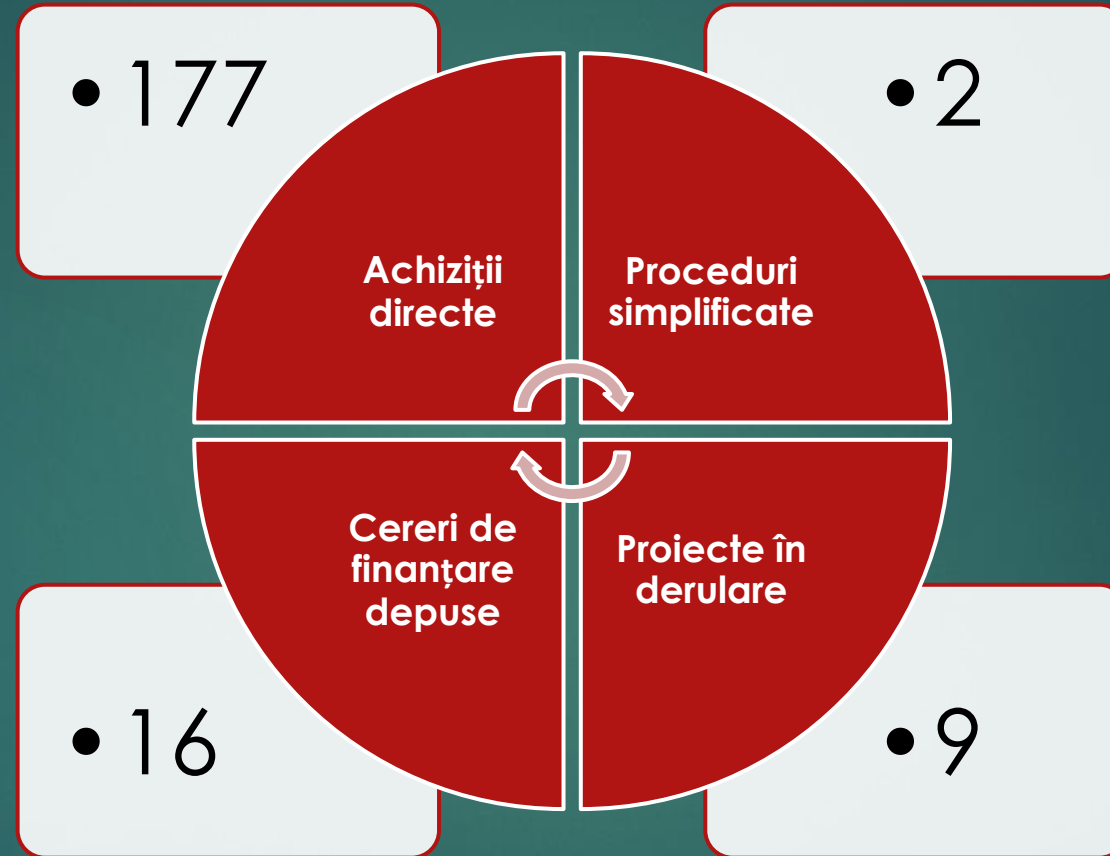 • 177
• 2
Achiziții
directe
Proceduri
simplificate
Cereri de
finanțare
depuse
Proiecte în
derulare
• 16
• 9